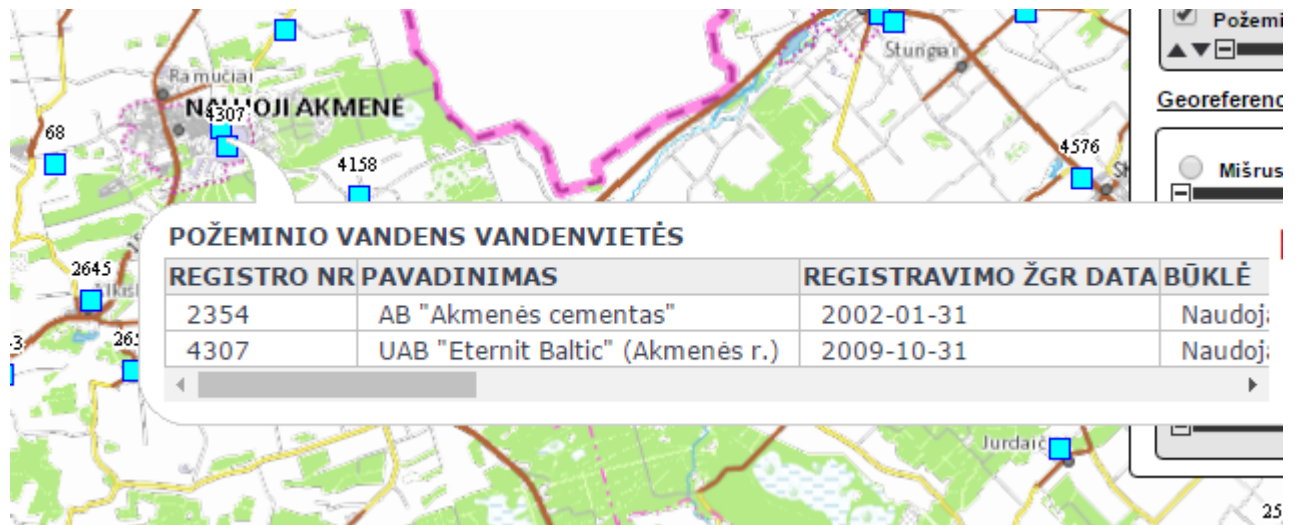 Požemi
Stungiai
Ramučiai
Georeferenc
NAUJOJI AKMENĖ
4307
68
4576
4158
Mišrus
POŽEMINIO VANDENS VANDENVIETĖS
2645
REGISTRO NR PAVADINIMAS REGISTRAVIMO ŽGR DATA BŪKLĖ
2354 AB "Akmenės cementas" 2002-01-31 Naudoja
4307 UAB "Eternit Baltic" (Akmenės r.) 2009-10-31 Naudoja
Jurdaič
25